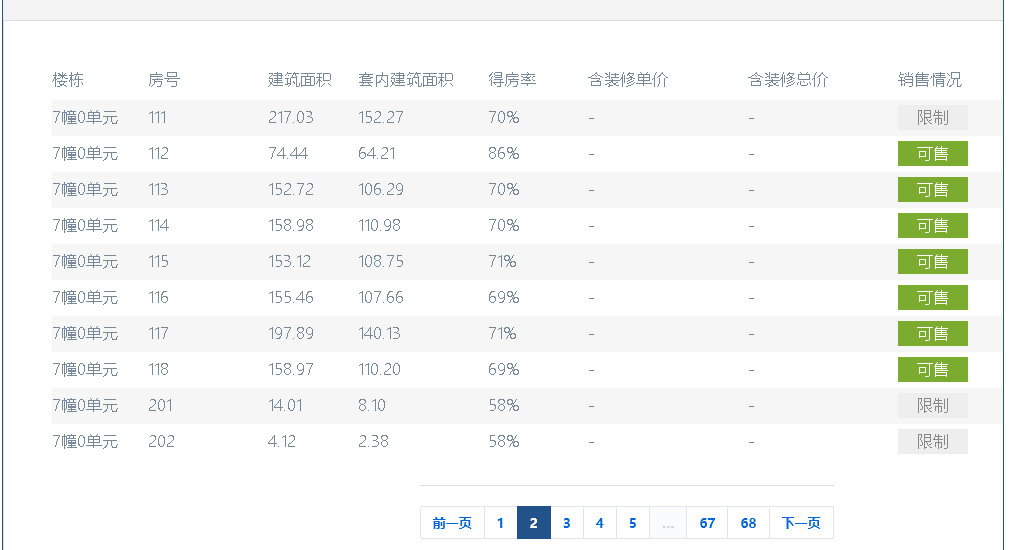 楼栋 房号 建筑面积 套内建筑面积 得房率 含装修单价 含装修总价 销售情况
7幢0单元 111 217.03 152.27 70% - - 限制
7幢0单元 112 74.44 64.21 86% - - 可售
7幢0单元 113 152.72 106.29 70% - - 可售
7幢0单元 114 158.98 110.98 70% - - 可售
7幢0单元 115 153.12 108.75 71% - - 可售
7幢0单元 116 155.46 107.66 69% - - 可售
7幢0单元 117 197.89 140.13 71% - - 可售
7幢0单元 118 158.97 110.20 69% - - 可售
7幢0单元 201 14.01 8.10 58% - - 限制
7幢0单元 202 4.12 2.38 58% - - 限制
前一页 1 2 3 4 5 ... 67 68 下一页